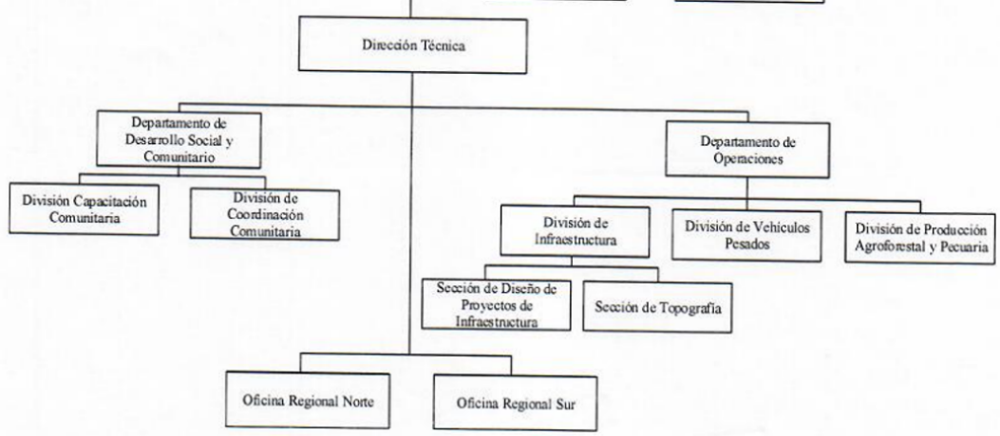 Dirección Técnica
Departamento de
Desarrollo Social y
Comunitario
Departamento de
Operaciones
División Capacitación
Comunitaria
División de
Coordinación
Comunitaria
División de
Infraestructura
División de Vehículos
Pesados
División de Producción
Agroforestal y Pecuaria
Sección de Diseño de
Proyectos de
Infraestructura
Sección de Topografía
Oficina Regional Norte
Oficina Regional Sur